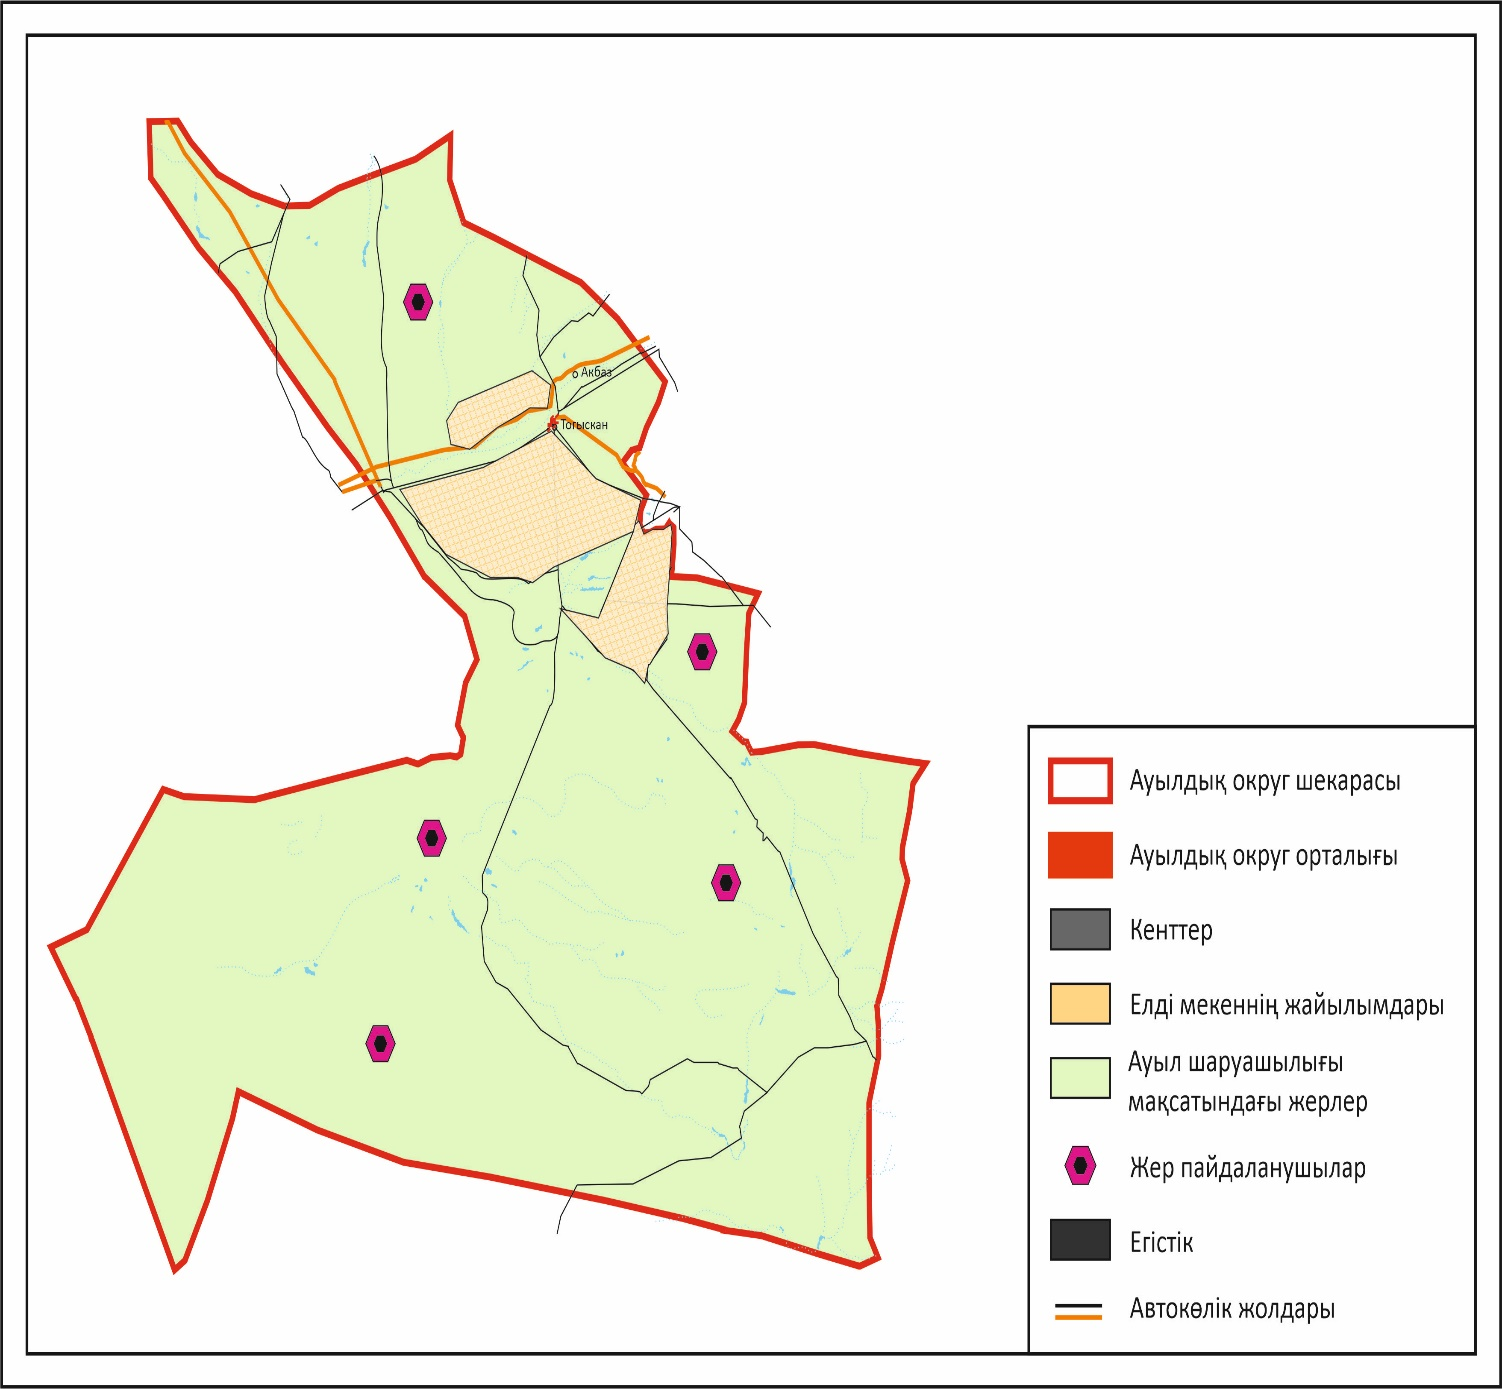 Акбаз
Тогыскан
Ауылдық округ шекарасы
Ауылдық округ орталығы
Кенттер
Елді мекеннің жайылымдары
Ауыл шаруашылығы
мақсатындағы жерлер
Жер пайдаланушылар
Егістік
Автокөлік жолдары